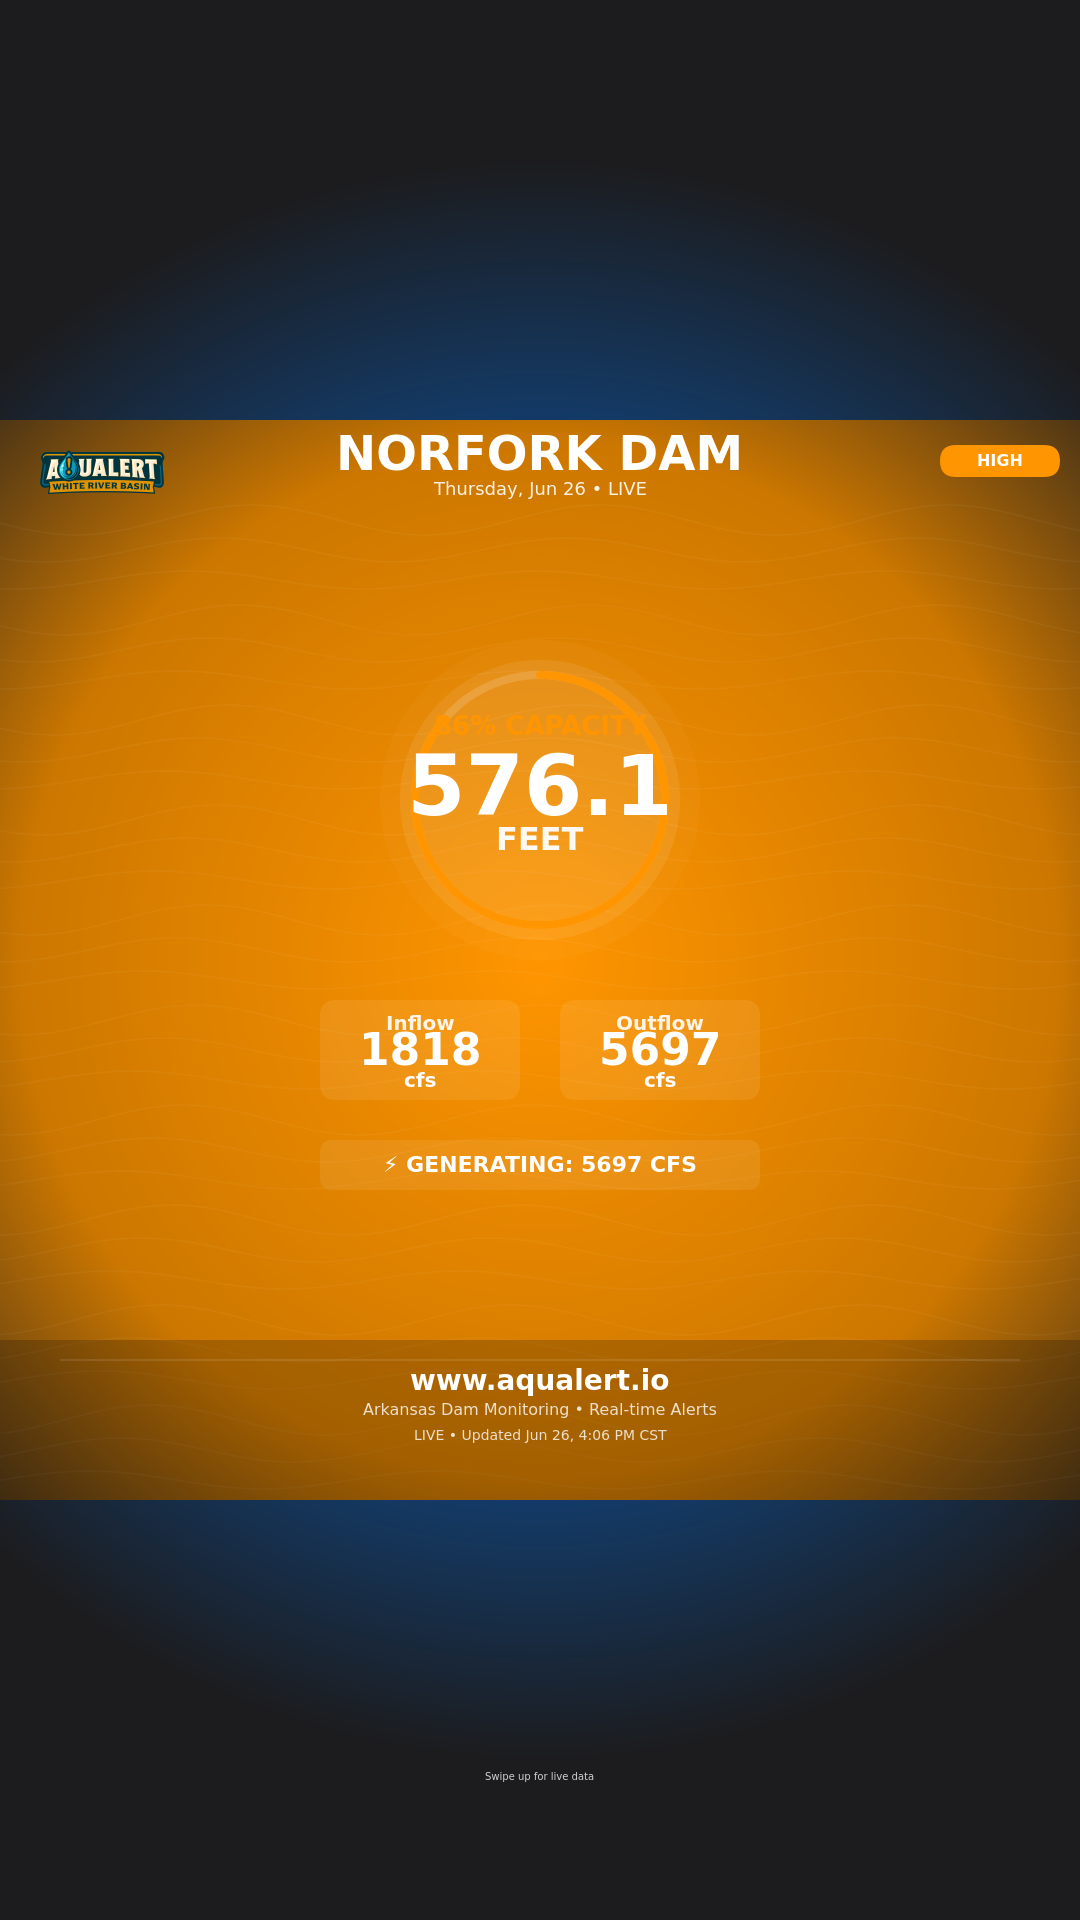 AQUALERT
WHITE RIVER BASIN
NORFORK DAM
Thursday, Jun 26 • LIVE
HIGH
86% CAPACITY
576.1
FEET
Inflow
1818
cfs
Outflow
5697
cfs
⚡ GENERATING: 5697 CFS
www.aqualert.io
Arkansas Dam Monitoring • Real-time Alerts
LIVE • Updated Jun 26, 4:06 PM CST
Swipe up for live data